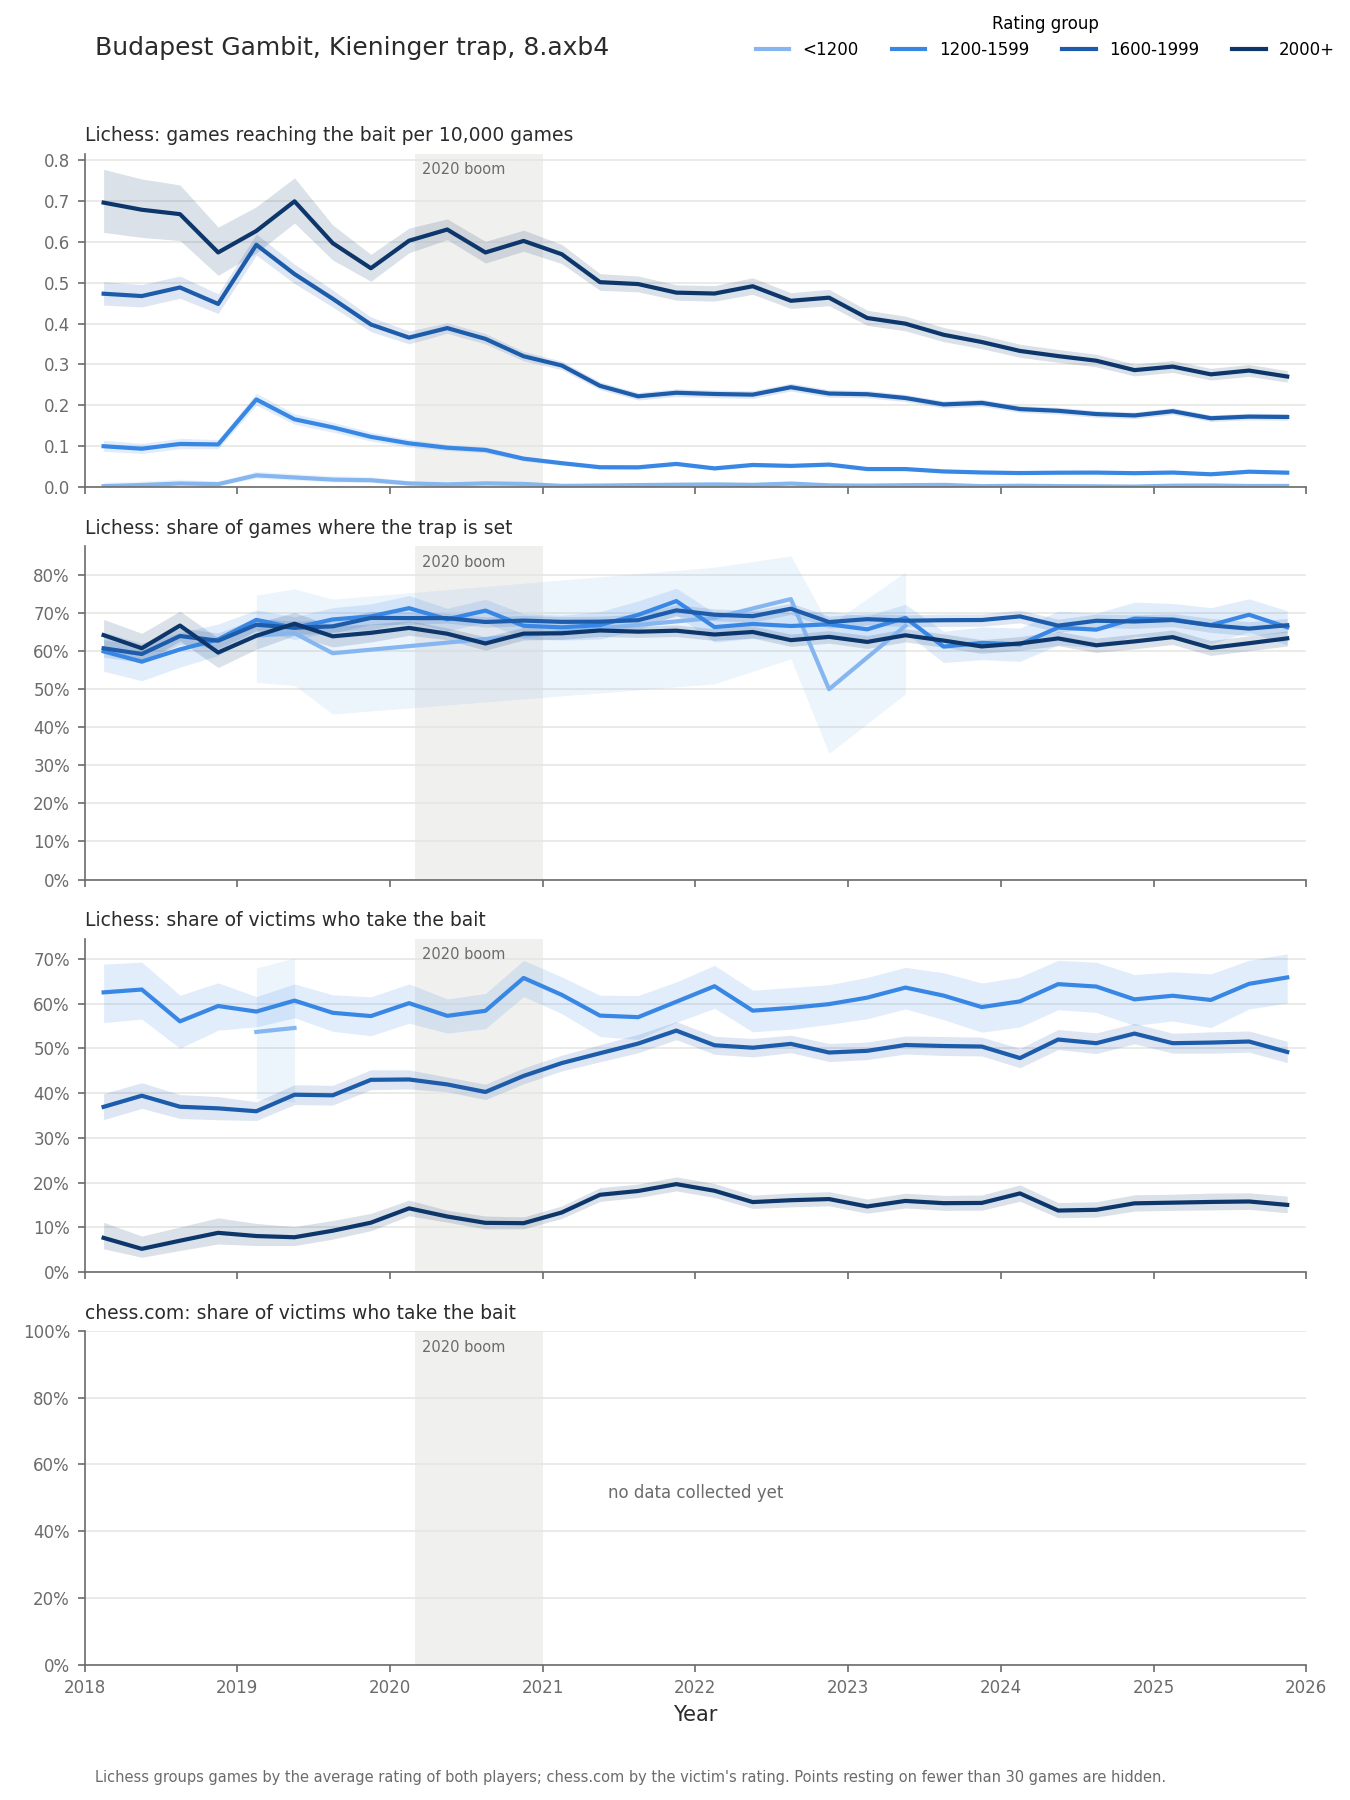 Budapest Gambit, Kieninger trap, 8.axb4
Rating group
<1200 1200-1599 1600-1999 2000+
Lichess: games reaching the bait per 10,000 games
2020 boom
0.8
0.7
0.6
0.5
0.4
0.3
0.2
0.1
0.0
Lichess: share of games where the trap is set
2020 boom
80%
70%
60%
50%
40%
30%
20%
10%
0%
Lichess: share of victims who take the bait
2020 boom
70%
60%
50%
40%
30%
20%
10%
0%
chess.com: share of victims who take the bait
100%
2020 boom
80%
60%
no data collected yet
40%
20%
0%
2018 2019 2020 2021 2022 2023 2024 2025 2026
Year
Lichess groups games by the average rating of both players; chess.com by the victim's rating. Points resting on fewer than 30 games are hidden.